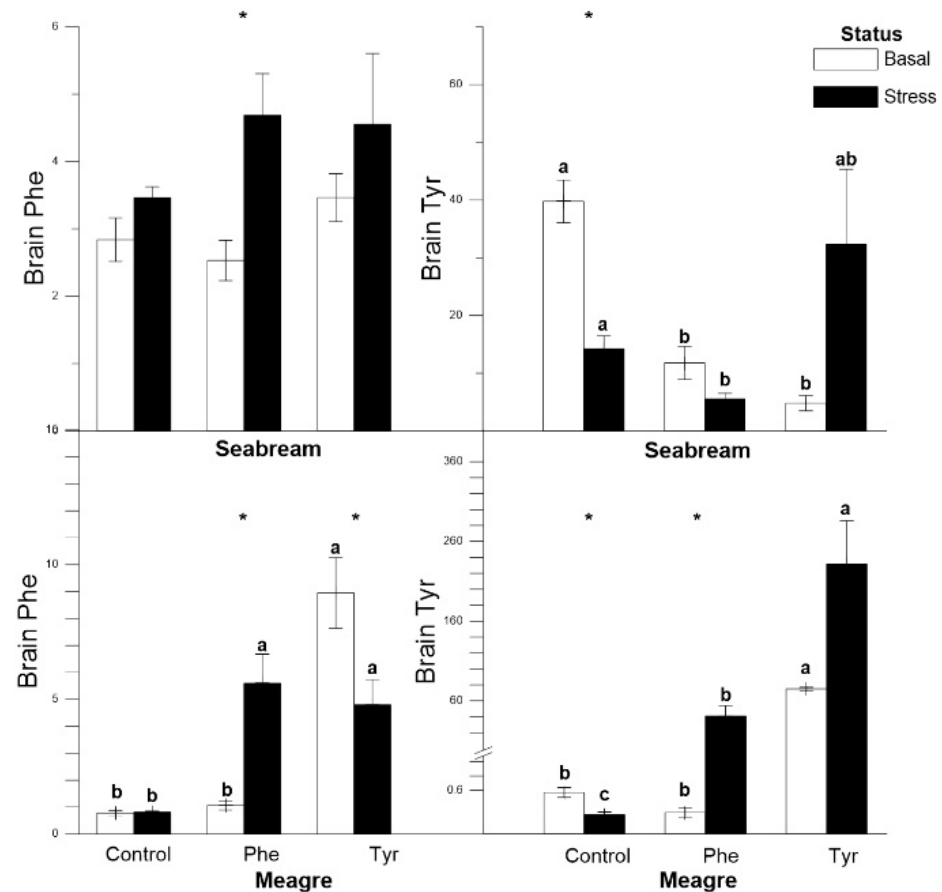 *
6
4
2
Brain Phe
Seabream
*
60
40
20
Brain Tyr
a
a
b
b
b
ab
Seabream
Status
Basal
Stress
10
5
0
Brain Phe
*
*
b
b
b
a
a
a
Control
Phe
Tyr
Meagre
360
260
160
60
0.6
Brain Tyr
*
*
b
c
b
b
a
a
Control
Phe
Tyr
Meagre